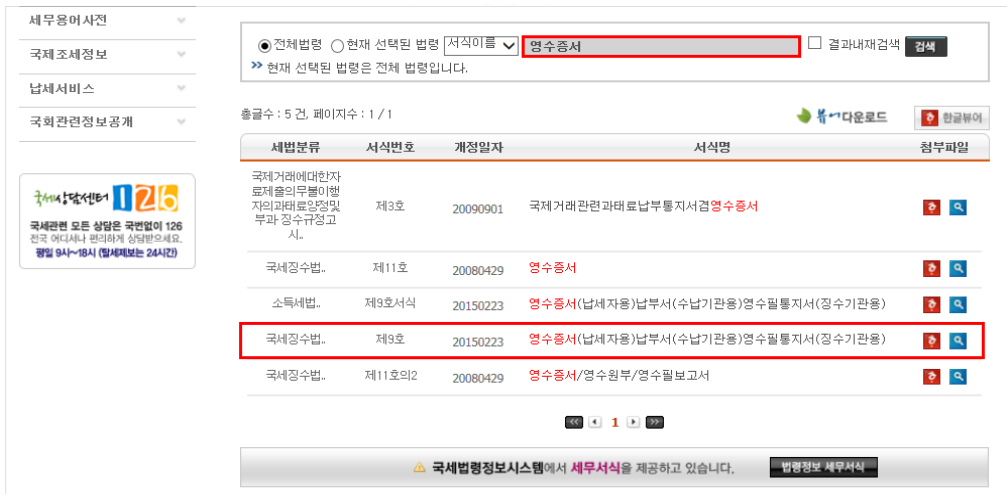 세무용어사전
국제조세정보
납세서비스
국회관련정보공개
국세상담센터 126
국세관련 모든 상담은 국번없이 126
전국 어디서나 편리하게 상담받으세요.
평일 9시~18시 (탈세제보는 24시간)
전체법령 현재 선택된 법령 서식이름 영수증서 결과내재검색 검색
>> 현재 선택된 법령은 전체 법령입니다.
총글수 : 5 건, 페이지수 : 1 / 1
뷰어다운로드 한글뷰어
세법분류 서식번호 개정일자 서식명 첨부파일
국제거래에대한자
료제출의무불이행
자의과태료양정및
부과 징수규정고
시..
제3호 20090901 국제거래관련과태료납부통지서겸영수증서
국세징수법.. 제11호 20080429 영수증서
소득세법.. 제9호서식 20150223 영수증서(납세자용)납부서(수납기관용)영수필통지서(징수기관용)
국세징수법.. 제9호 20150223 영수증서(납세자용)납부서(수납기관용)영수필통지서(징수기관용)
국세징수법.. 제11호의2 20080429 영수증서/영수원부/영수필보고서
1
국세법령정보시스템에서 세무서식을 제공하고 있습니다. 법령정보 세무서식